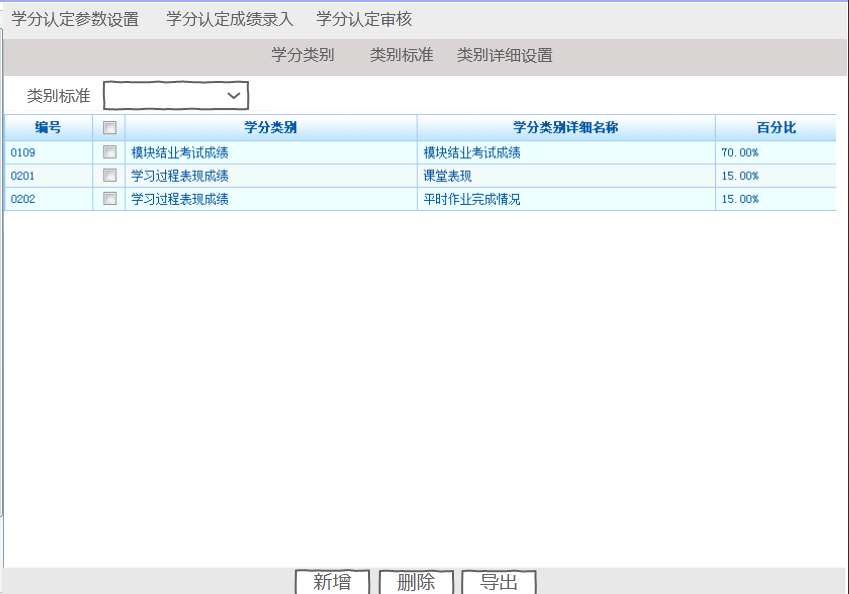 学分认定参数设置 学分认定成绩录入 学分认定审核
学分类别 类别标准 类别详细设置
类别标准
编号 学分类别 学分类别详细名称 百分比
0109 模块结业考试成绩 模块结业考试成绩 70.00%
0201 学习过程表现成绩 课堂表现 15.00%
0202 学习过程表现成绩 平时作业完成情况 15.00%
新增 删除 导出